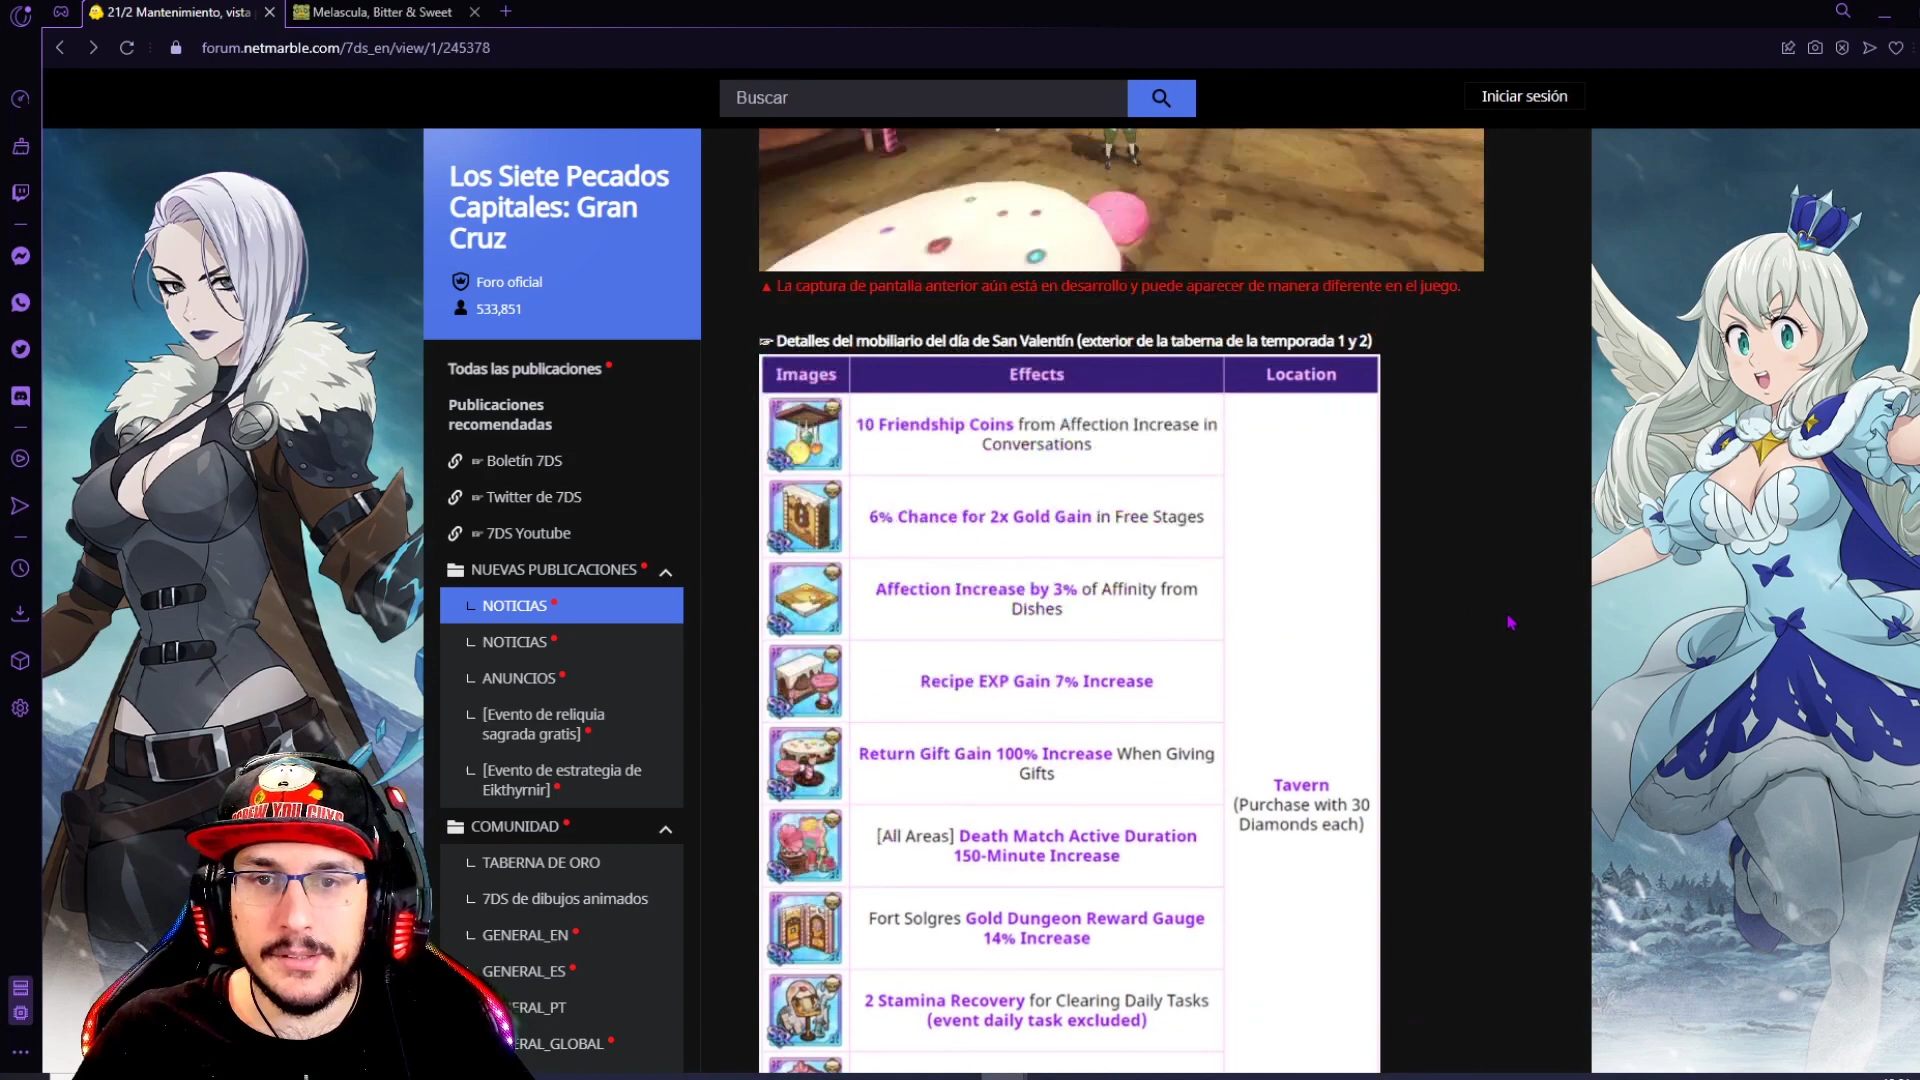 21/2 Mantenimiento, vista
Melascula, Bitter & Sweet
forum.netmarble.com/7ds_en/view/1/245378
Buscar
Iniciar sesión
Los Siete Pecados
Capitales: Gran
Cruz
Foro oficial
533,851
Todas las publicaciones
Publicaciones
recomendadas
☞ Boletín 7DS
☞ Twitter de 7DS
☞ 7DS Youtube
NUEVAS PUBLICACIONES
NOTICIAS
NOTICIAS
ANUNCIOS
[Evento de reliquia
sagrada gratis]
[Evento de estrategia de
Eikthyrnir]
COMUNIDAD
TABERNA DE ORO
7DS de dibujos animados
GENERAL_EN
GENERAL_ES
ERAL_PT
ERAL_GLOBAL
SCREW YOU GUYS
▲ La captura de pantalla anterior aún está en desarrollo y puede aparecer de manera diferente en el juego.
☞ Detalles del mobiliario del día de San Valentín (exterior de la taberna de la temporada 1 y 2)
Images Effects Location
10 Friendship Coins from Affection Increase in
Conversations
6% Chance for 2x Gold Gain in Free Stages
Affection Increase by 3% of Affinity from
Dishes
Recipe EXP Gain 7% Increase
Return Gift Gain 100% Increase When Giving
Gifts
[All Areas] Death Match Active Duration
150-Minute Increase
Fort Solgres Gold Dungeon Reward Gauge
14% Increase
2 Stamina Recovery for Clearing Daily Tasks
(event daily task excluded)
Tavern
(Purchase with 30
Diamonds each)